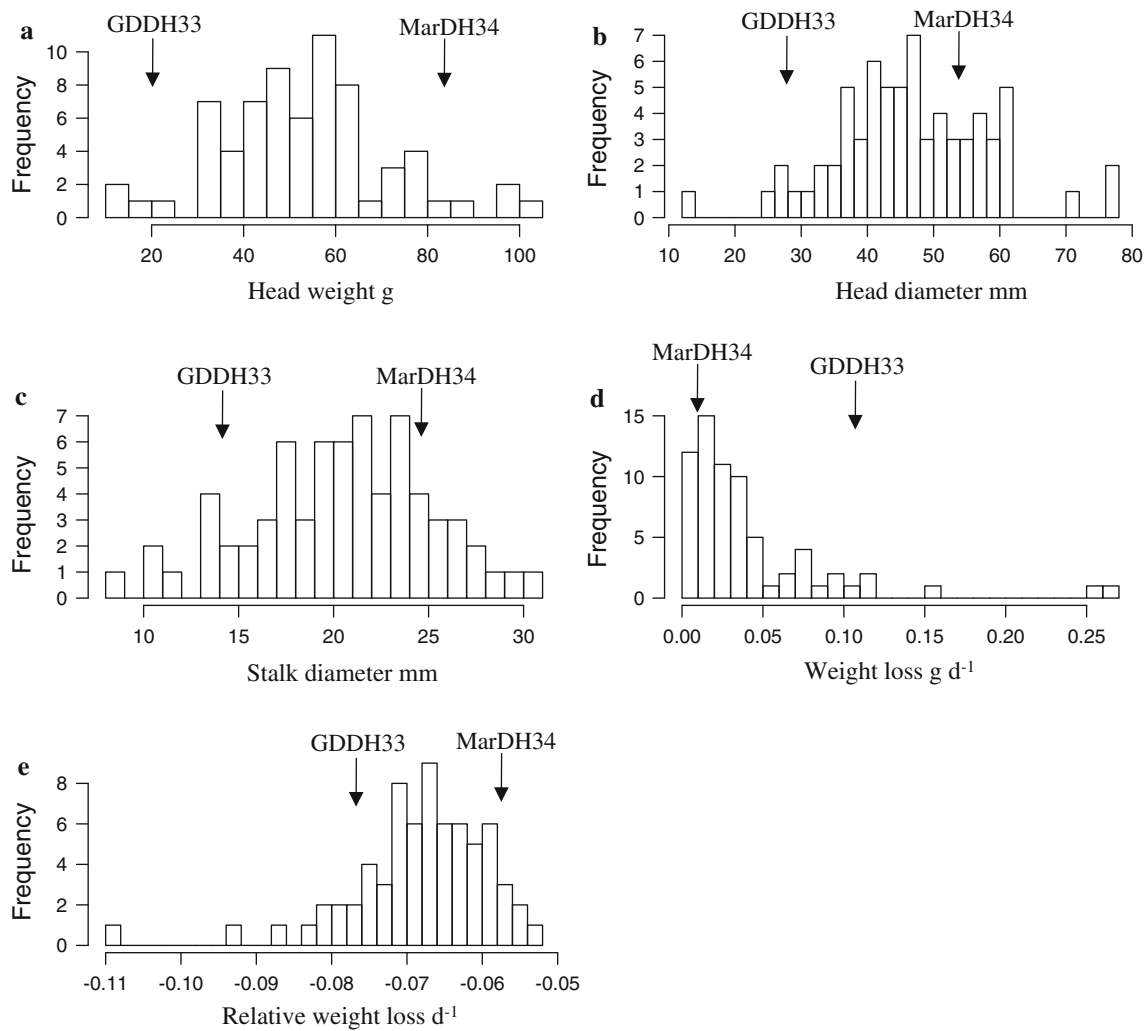 a
GDDH33
MarDH34
Frequency
10
8
6
4
2
0
20 40 60 80 100
Head weight g
b
GDDH33
MarDH34
Frequency
7
6
5
4
3
2
1
0
10 20 30 40 50 60 70 80
Head diameter mm
c
GDDH33
MarDH34
Frequency
7
6
5
4
3
2
1
0
10 15 20 25 30
Stalk diameter mm
d
MarDH34
GDDH33
Frequency
15
10
5
0
0.00 0.05 0.10 0.15 0.20 0.25
Weight loss g d-1
e
GDDH33
MarDH34
Frequency
8
6
4
2
0
-0.11 -0.10 -0.09 -0.08 -0.07 -0.06 -0.05
Relative weight loss d-1